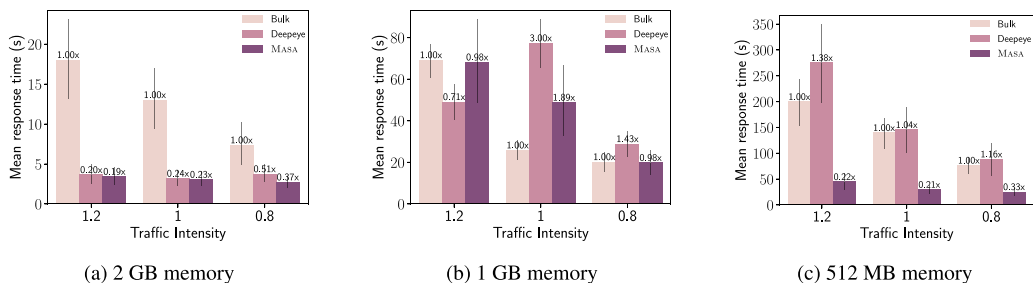 Bulk
Deepeye
MASA
Mean response time (s)
20
15
10
5
0
1.00x
0.20x
0.19x
1.00x
0.24x
0.23x
1.00x
0.51x
0.37x
1.2
1
0.8
Traffic Intensity
(a) 2 GB memory
Bulk
Deepeye
MASA
Mean response time (s)
80
60
40
20
0
1.00x
0.71x
0.98x
1.00x
3.00x
1.89x
1.00x
1.43x
0.98x
1.2
1
0.8
Traffic Intensity
(b) 1 GB memory
Bulk
Deepeye
MASA
Mean response time (s)
350
300
250
200
150
100
50
0
1.00x
1.38x
0.22x
1.00x
1.04x
0.21x
1.00x
1.16x
0.33x
1.2
1
0.8
Traffic Intensity
(c) 512 MB memory